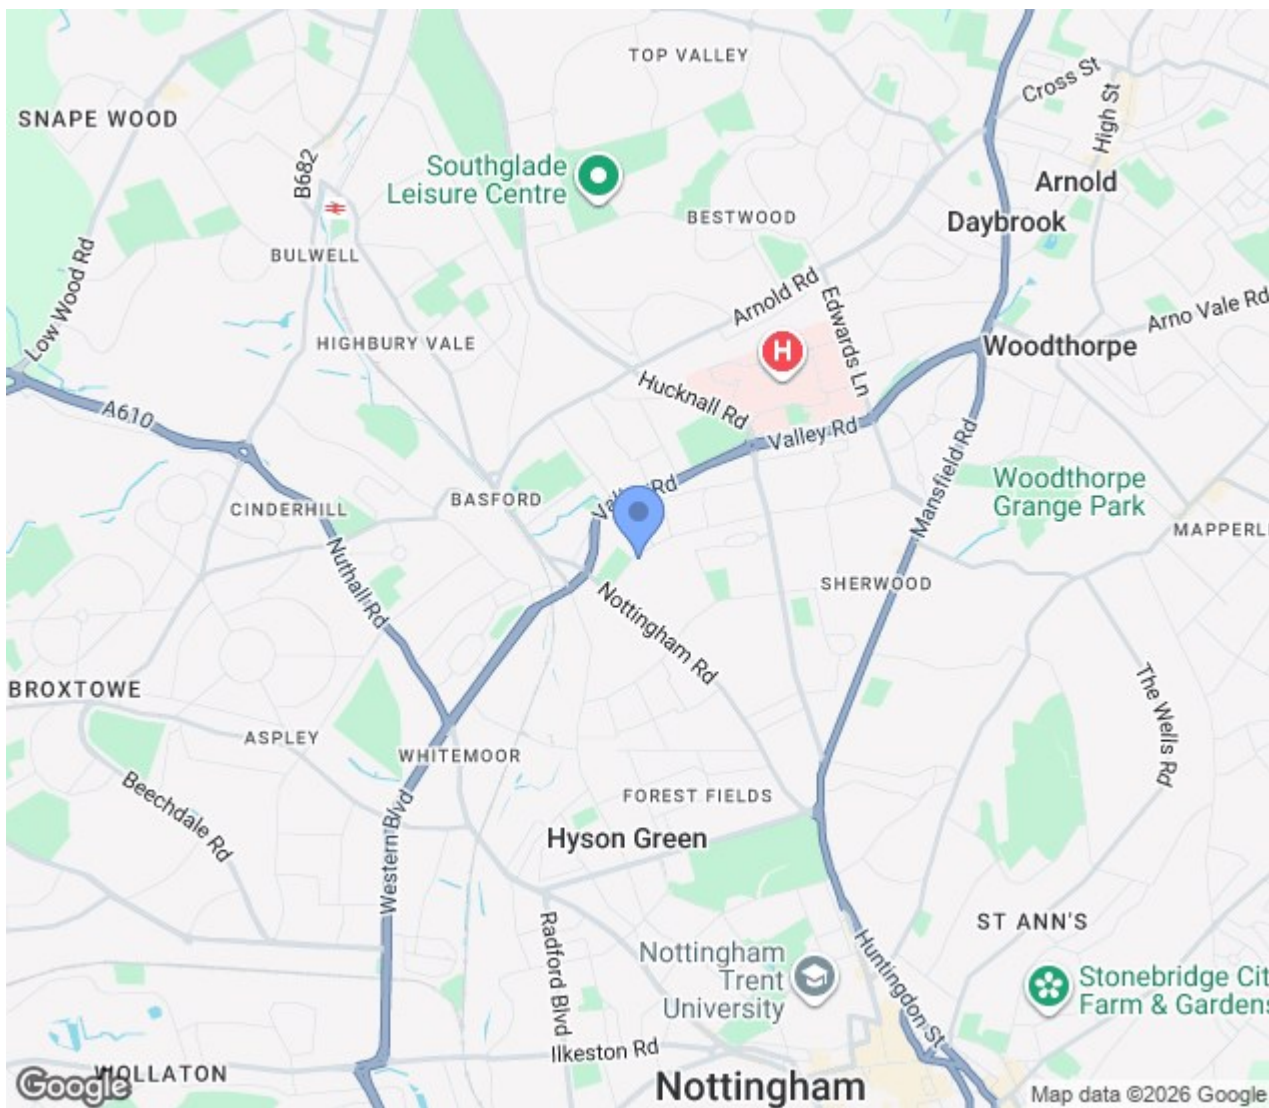 TOP VALLEY
Cross St
High St
SNAPE WOOD
B682
Southglade
Leisure Centre
Arnold
BESTWOOD
Daybrook
BULWELL
Low Wood Rd
Arnold Rd
Edwards Ln
Arno Vale Rd
HIGHBURY VALE
H
Woodthorpe
Hucknall Rd
A610
Valley Rd
Mansfield Rd
Woodthorpe
Grange Park
BASFORD
CINDERHILL
Rd
MAPPERL
Nuthall Rd
SHERWOOD
Nottingham Rd
BROXTOWE
The Wells Rd
ASPLEY
WHITEMOOR
Beechdale Rd
FOREST FIELDS
Hyson Green
Western Blvd
ST ANN'S
Radford Blvd
Nottingham
Trent
University
Huntingdon St
Stonebridge Cit
Farm & Gardens
Ilkeston Rd
WOLLATON
Google
Nottingham
Map data ©2026 Google